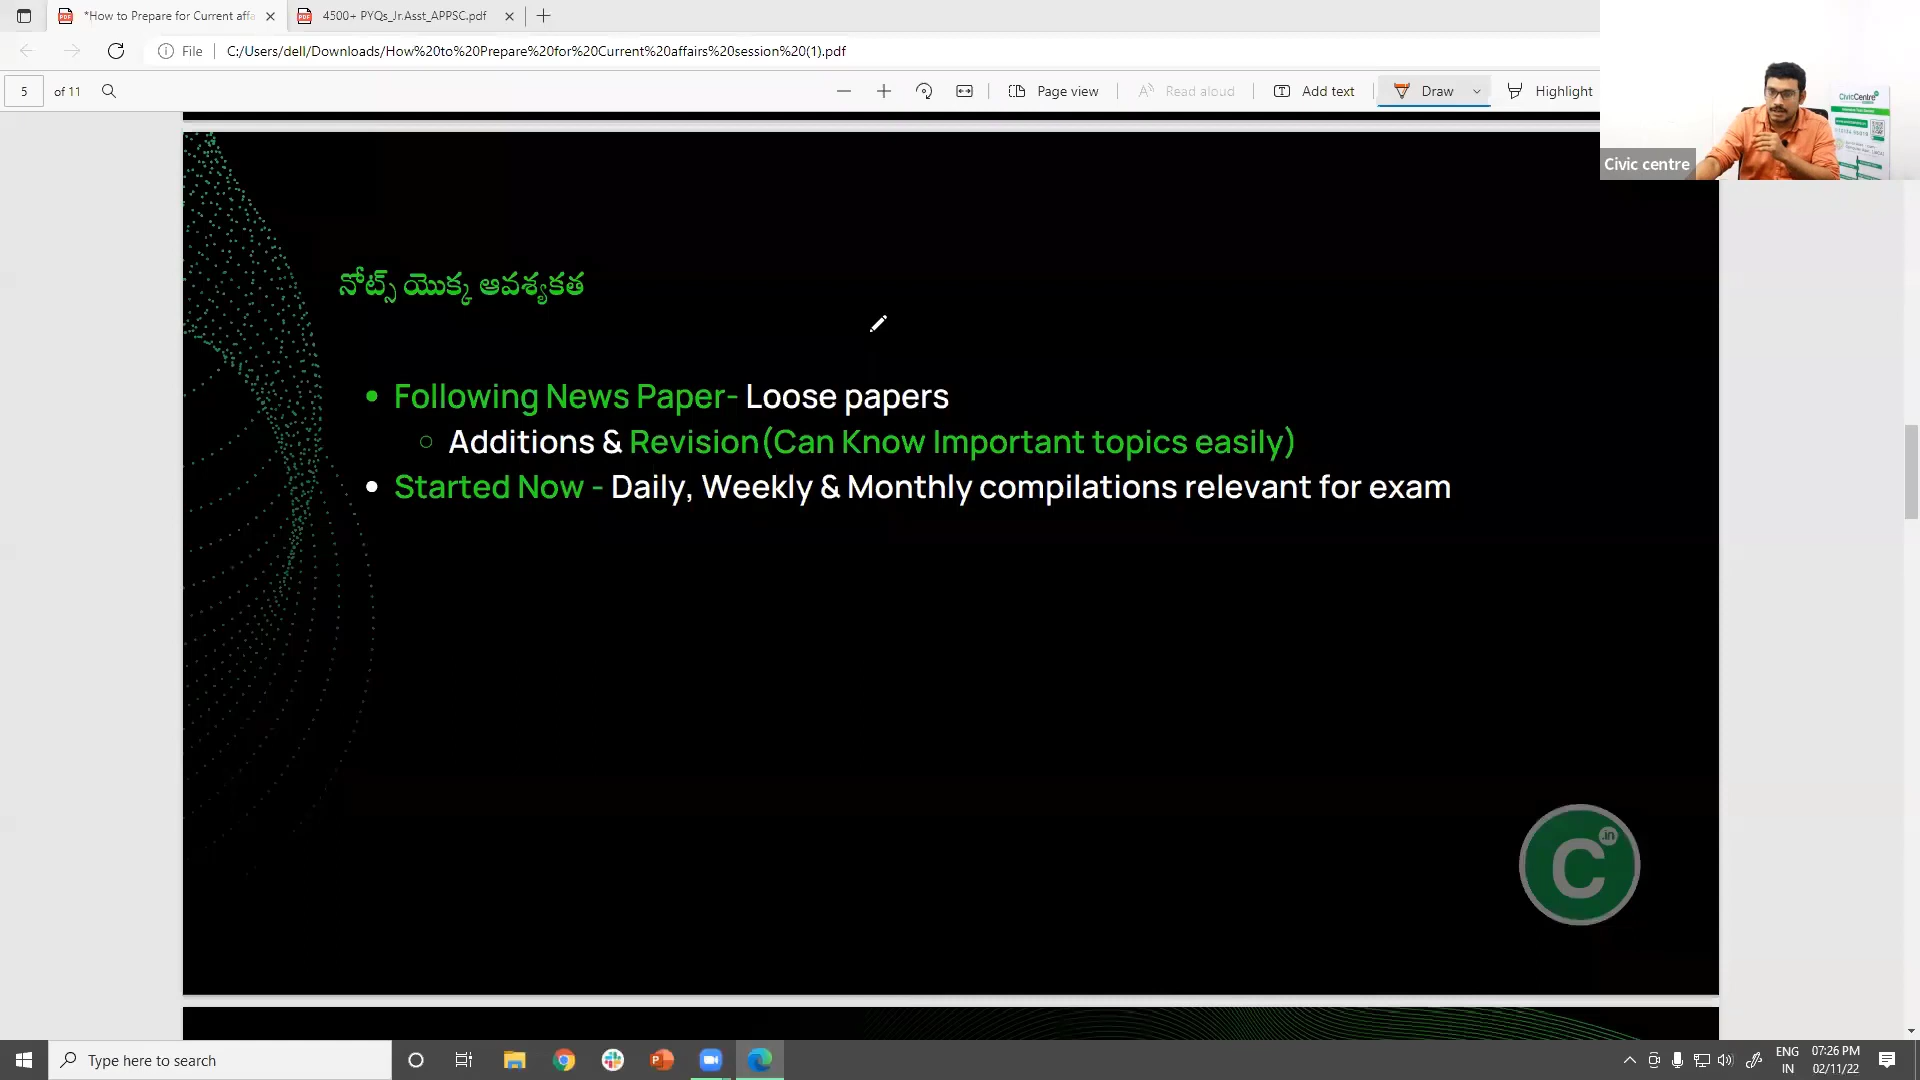 *How to Prepare for Current affa
4500+ PYQs_Jr.Asst_APPSC.pdf
File
C:/Users/dell/Downloads/How%20to%20Prepare%20for%20Current%20affairs%20session%20(1).pdf
5 of 11
Page view
Read aloud
Add text
Draw
Highlight
CivicCentre
Civic centre
నోట్స్ యొక్క ఆవశ్యకత
• Following News Paper- Loose papers
○ Additions & Revision(Can Know Important topics easily)
• Started Now - Daily, Weekly & Monthly compilations relevant for exam
C .in
Type here to search
ENG 07:26 PM
IN 02/11/22